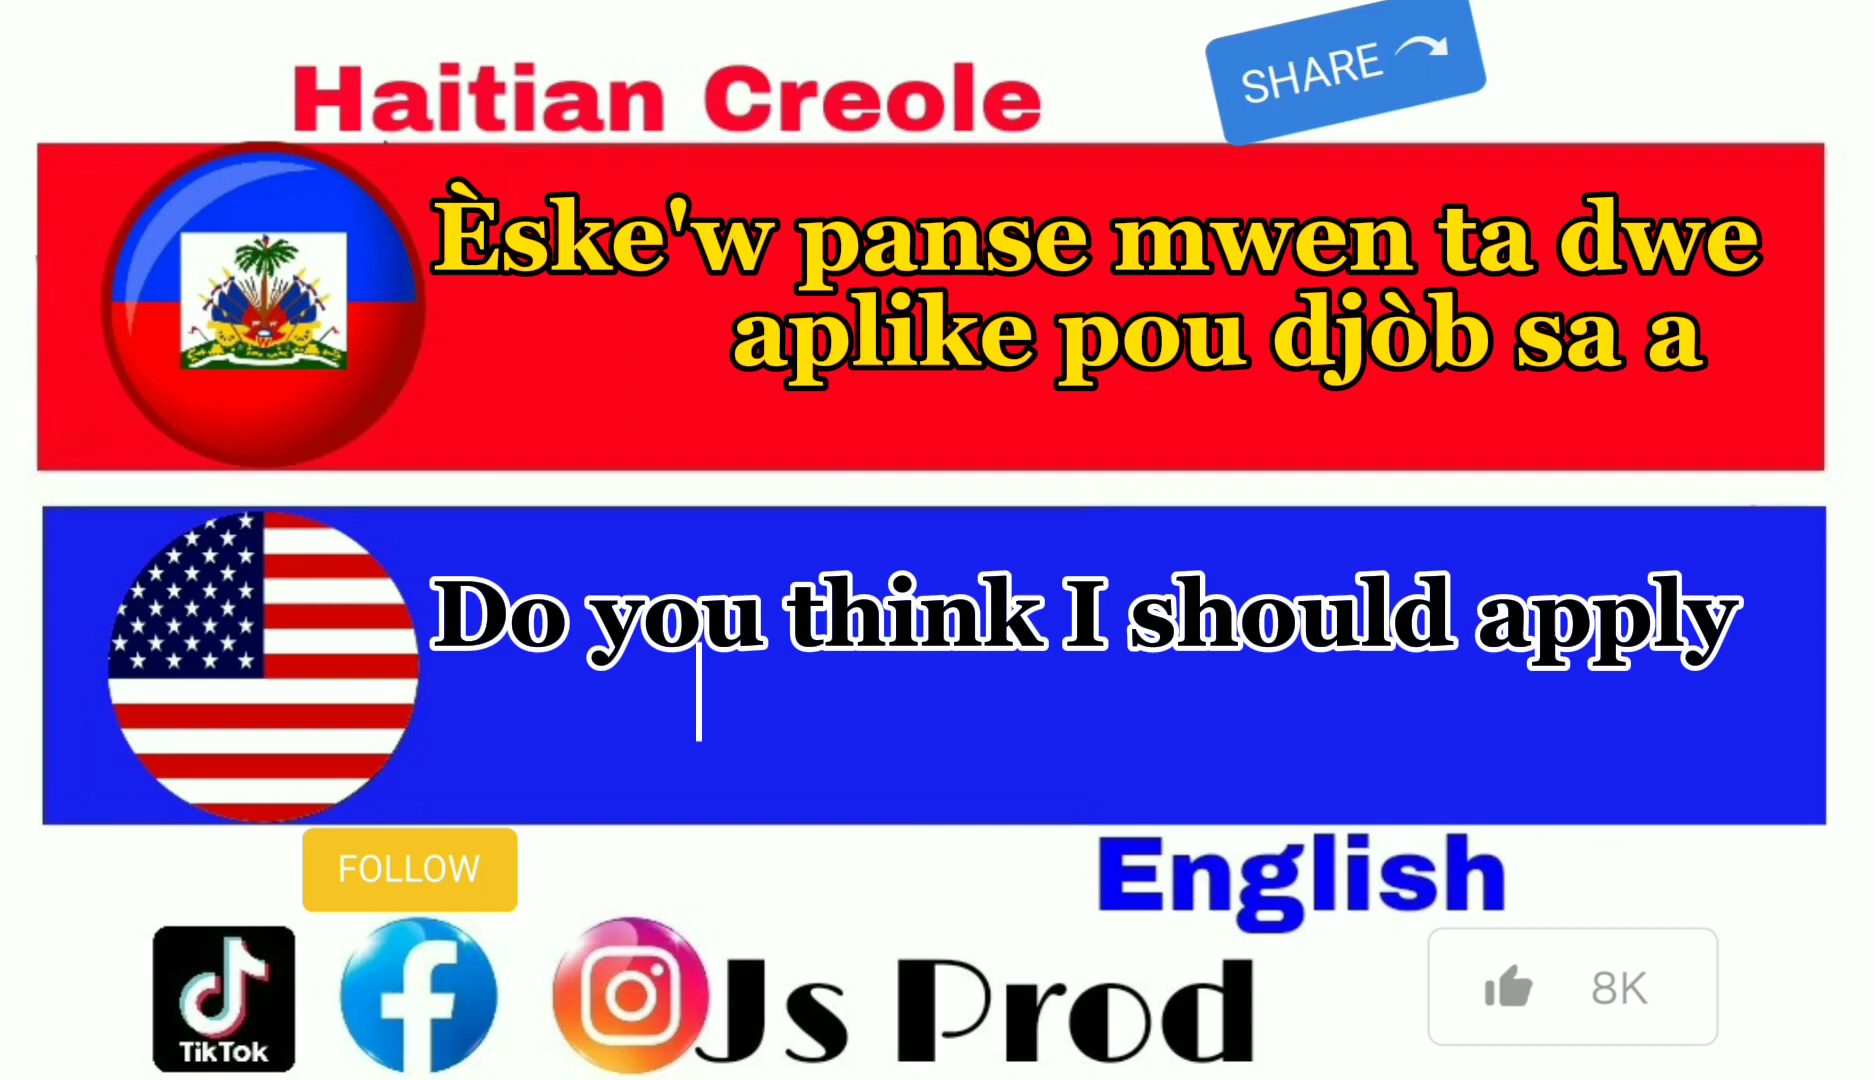 SHARE
Haitian Creole
Èske'w panse mwen ta dwe
aplike pou djòb sa a
Do you think I should apply
FOLLOW
English
TikTok
Js Prod
8K